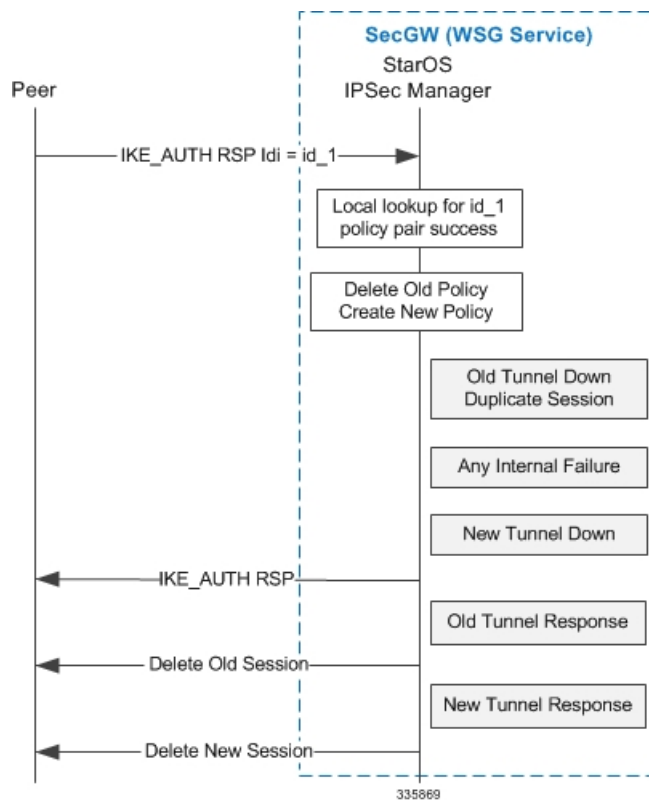 SecGW (WSG Service)
StarOS
Peer
IPSec Manager
IKE_AUTH RSP Idi = id_1
Local lookup for id_1
policy pair success
Delete Old Policy
Create New Policy
Old Tunnel Down
Duplicate Session
Any Internal Failure
New Tunnel Down
IKE_AUTH RSP
Old Tunnel Response
Delete Old Session
New Tunnel Response
Delete New Session
335869